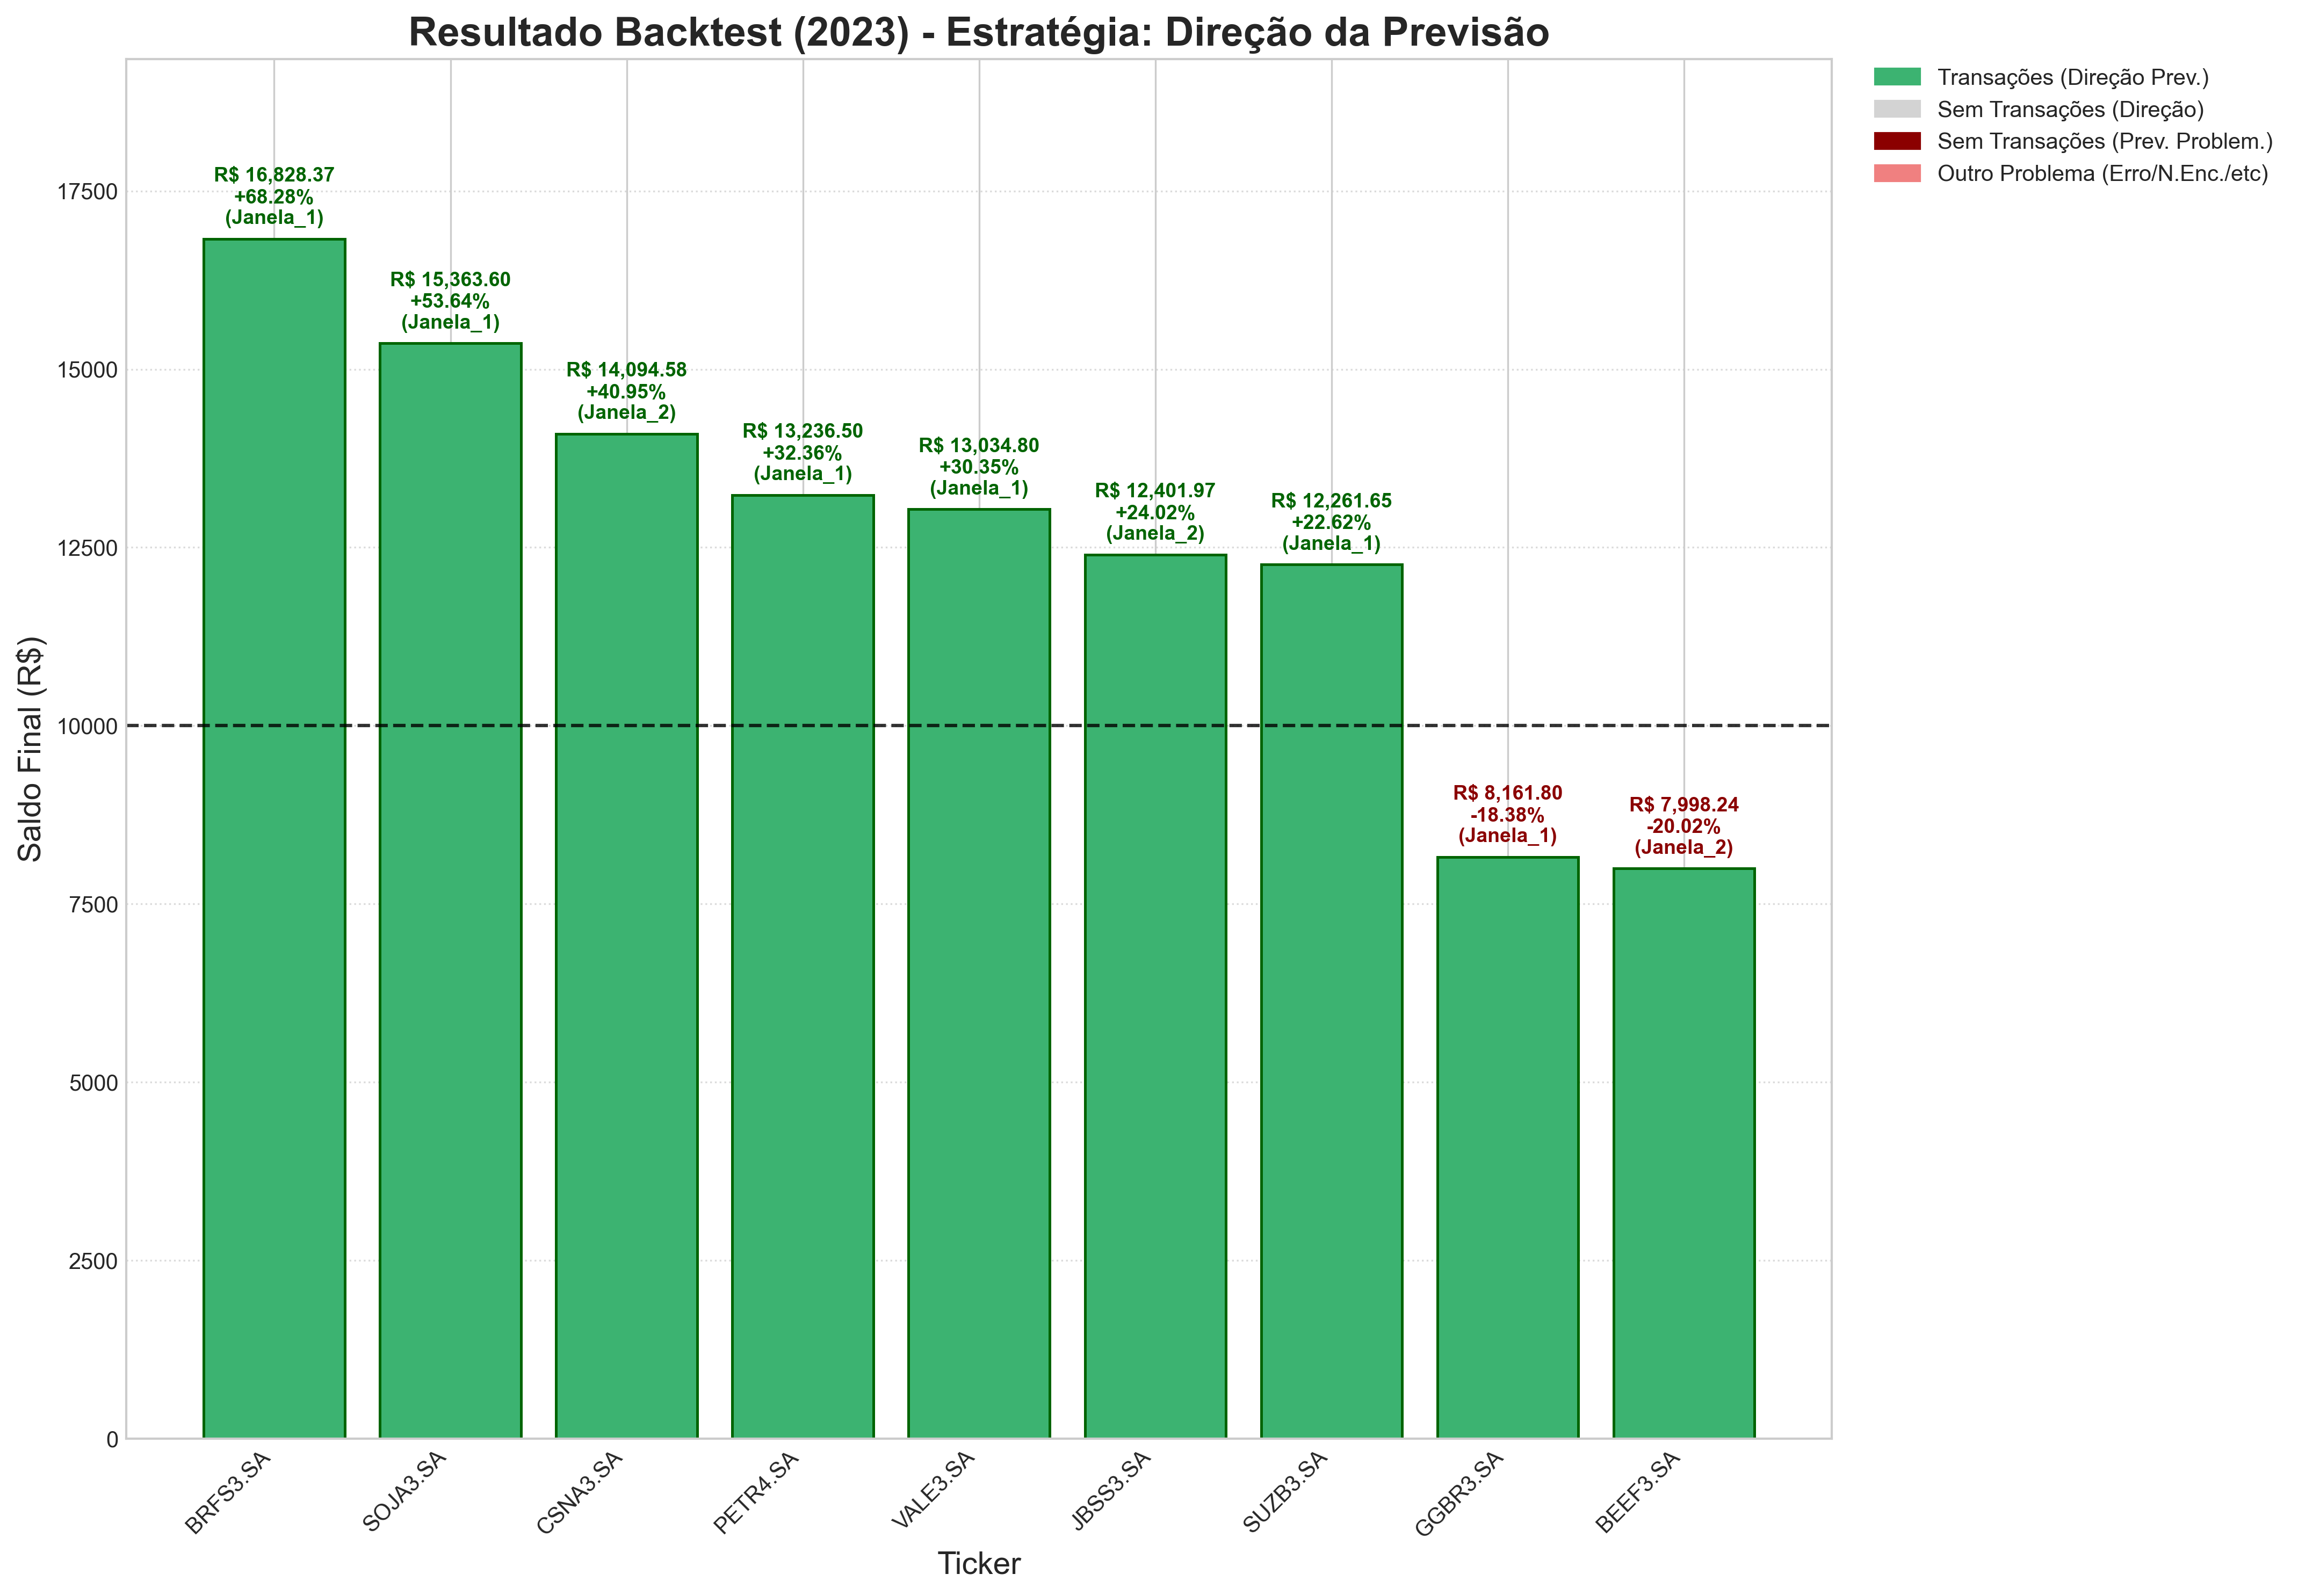 Resultado Backtest (2023) - Estratégia: Direção da Previsão
Transações (Direção Prev.)
Sem Transações (Direção)
Sem Transações (Prev. Problem.)
Outro Problema (Erro/N.Enc./etc)
Saldo Final (R$)
17500
15000
12500
10000
7500
5000
2500
0
R$ 16,828.37
+68.28%
(Janela_1)
R$ 15,363.60
+53.64%
(Janela_1)
R$ 14,094.58
+40.95%
(Janela_2)
R$ 13,236.50
+32.36%
(Janela_1)
R$ 13,034.80
+30.35%
(Janela_1)
R$ 12,401.97
+24.02%
(Janela_2)
R$ 12,261.65
+22.62%
(Janela_1)
R$ 8,161.80
-18.38%
(Janela_1)
R$ 7,998.24
-20.02%
(Janela_2)
BRFS3.SA
SOJA3.SA
CSNA3.SA
PETR4.SA
VALE3.SA
JBSS3.SA
SUZB3.SA
GGBR3.SA
BEEF3.SA
Ticker